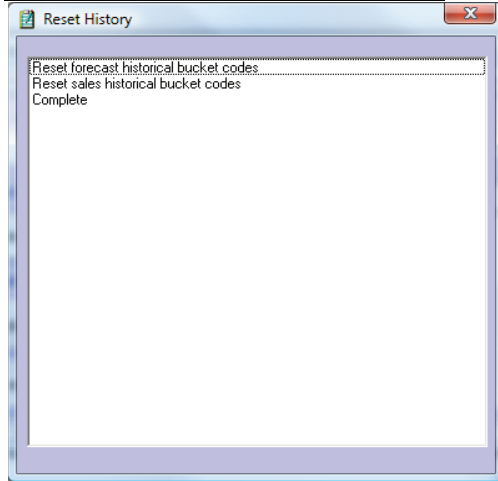 Reset History
Reset forecast historical bucket codes
Reset sales historical bucket codes
Complete